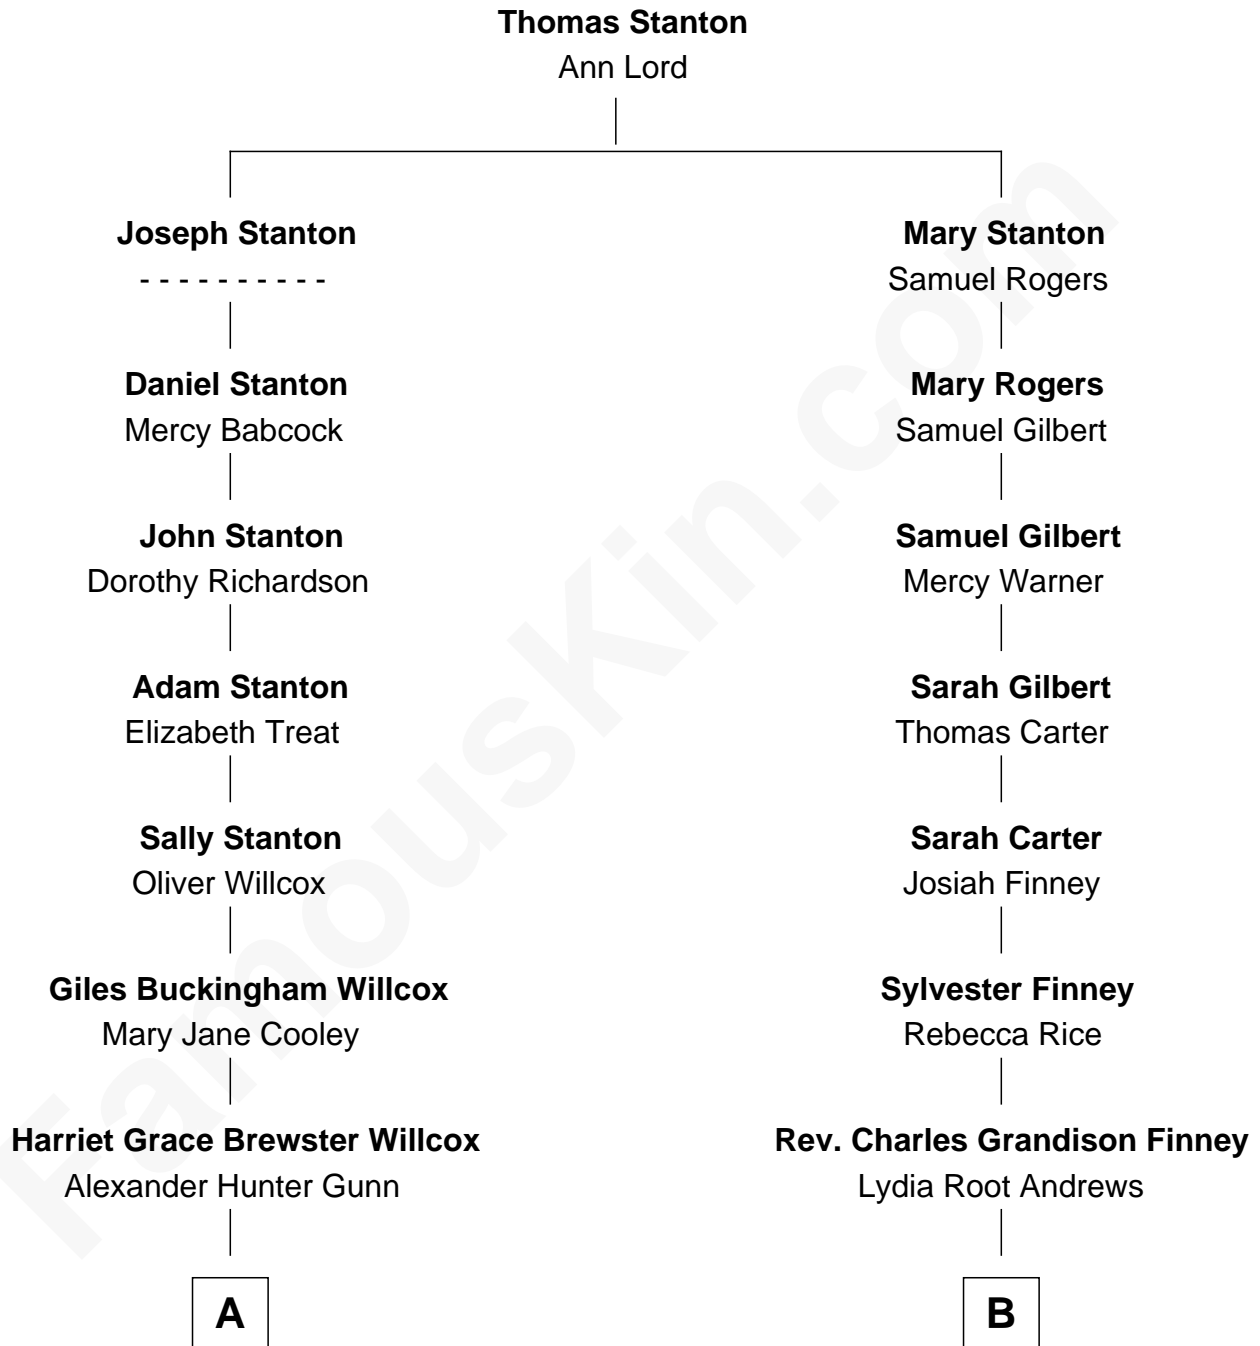 Thomas Stanton
Ann Lord
Joseph Stanton
- - - - - - - - - -
Mary Stanton
Samuel Rogers
Daniel Stanton
Mercy Babcock
Mary Rogers
Samuel Gilbert
John Stanton
Dorothy Richardson
Samuel Gilbert
Mercy Warner
Adam Stanton
Elizabeth Treat
Sarah Gilbert
Thomas Carter
Sally Stanton
Oliver Willcox
Sarah Carter
Josiah Finney
Giles Buckingham Willcox
Mary Jane Cooley
Sylvester Finney
Rebecca Rice
Harriet Grace Brewster Willcox
Alexander Hunter Gunn
Rev. Charles Grandison Finney
Lydia Root Andrews
A
B
FamousKin.com